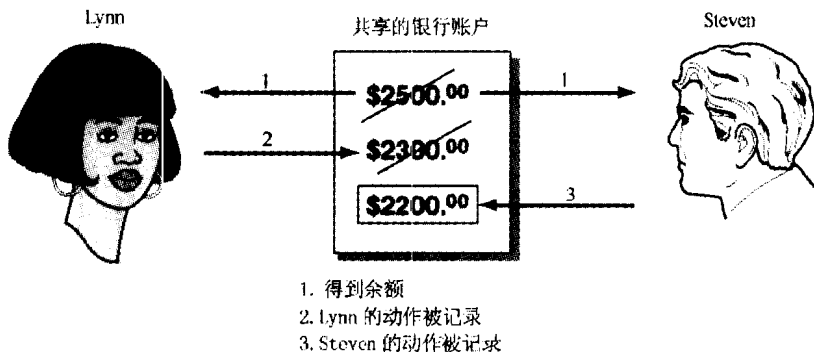 Lynn
共享的银行账户
Steven
1
$2500.00
1
2
$2300.00
$2200.00
3
1. 得到余额
2. Lynn 的动作被记录
3. Steven 的动作被记录